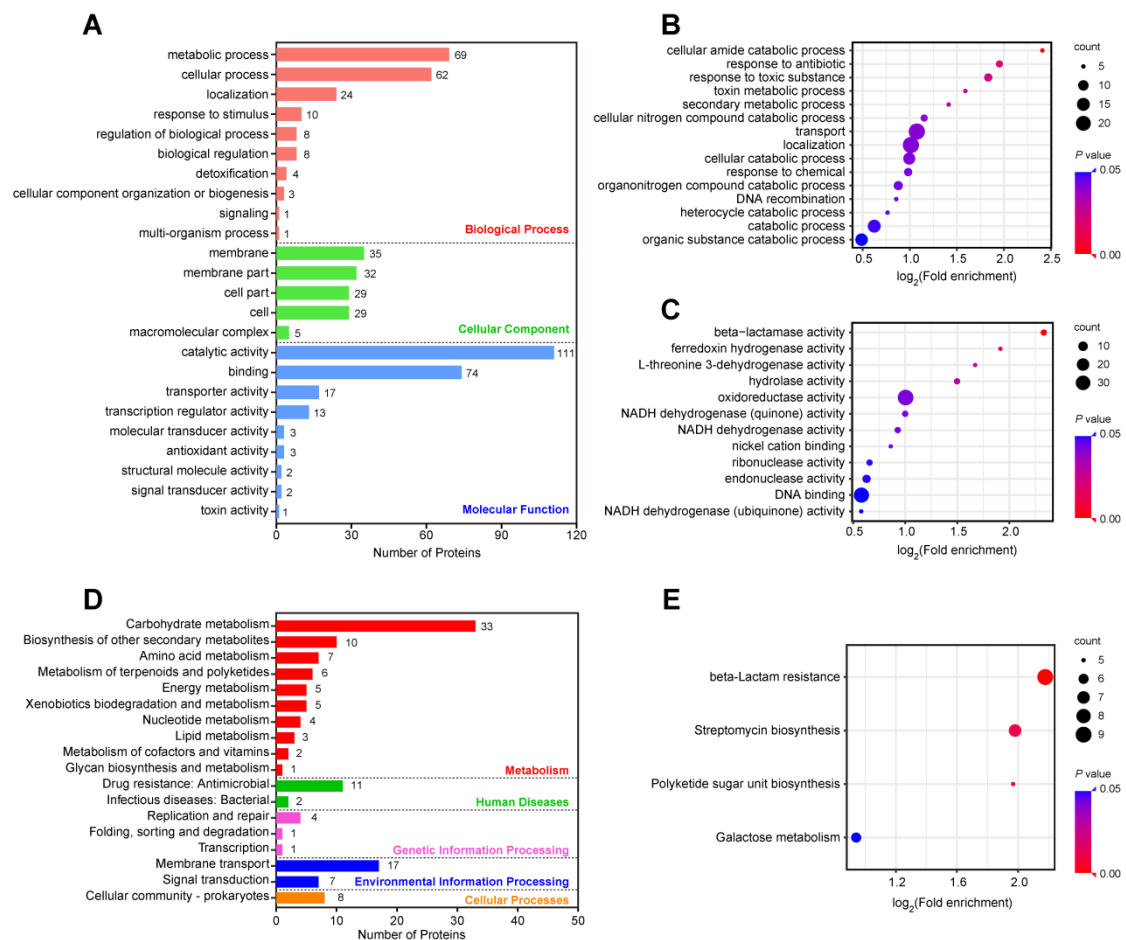 A
metabolic process 69
cellular process 62
localization 24
response to stimulus 10
regulation of biological process 8
biological regulation 8
detoxification 4
cellular component organization or biogenesis 3
signaling 1
multi-organism process 1
Biological Process
membrane 35
membrane part 32
cell part 29
cell 29
macromolecular complex 5
Cellular Component
catalytic activity 111
binding 74
transporter activity 17
transcription regulator activity 13
molecular transducer activity 3
antioxidant activity 3
structural molecule activity 2
signal transducer activity 2
toxin activity 1
Molecular Function
0 30 60 90 120
Number of Proteins
B
cellular amide catabolic process
response to antibiotic
response to toxic substance
toxin metabolic process
secondary metabolic process
cellular nitrogen compound catabolic process
transport
localization
cellular catabolic process
response to chemical
organonitrogen compound catabolic process
DNA recombination
heterocycle catabolic process
catabolic process
organic substance catabolic process
0.5 1.0 1.5 2.0 2.5
log2(Fold enrichment)
count
5
10
15
20
P value
0.05
0.00
C
beta−lactamase activity
ferredoxin hydrogenase activity
L-threonine 3-dehydrogenase activity
hydrolase activity
oxidoreductase activity
NADH dehydrogenase (quinone) activity
NADH dehydrogenase activity
nickel cation binding
ribonuclease activity
endonuclease activity
DNA binding
NADH dehydrogenase (ubiquinone) activity
0.5 1.0 1.5 2.0
log2(Fold enrichment)
count
10
20
30
P value
0.05
0.00
D
Carbohydrate metabolism 33
Biosynthesis of other secondary metabolites 10
Amino acid metabolism 7
Metabolism of terpenoids and polyketides 6
Energy metabolism 5
Xenobiotics biodegradation and metabolism 5
Nucleotide metabolism 4
Lipid metabolism 3
Metabolism of cofactors and vitamins 2
Glycan biosynthesis and metabolism 1
Metabolism
Drug resistance: Antimicrobial 11
Infectious diseases: Bacterial 2
Human Diseases
Replication and repair 4
Folding, sorting and degradation 1
Transcription 1
Genetic Information Processing
Membrane transport 17
Signal transduction 7
Environmental Information Processing
Cellular community - prokaryotes 8
Cellular Processes
0 10 20 30 40 50
Number of Proteins
E
beta-Lactam resistance
Streptomycin biosynthesis
Polyketide sugar unit biosynthesis
Galactose metabolism
1.2 1.6 2.0
log2(Fold enrichment)
count
5
6
7
8
9
P value
0.05
0.00